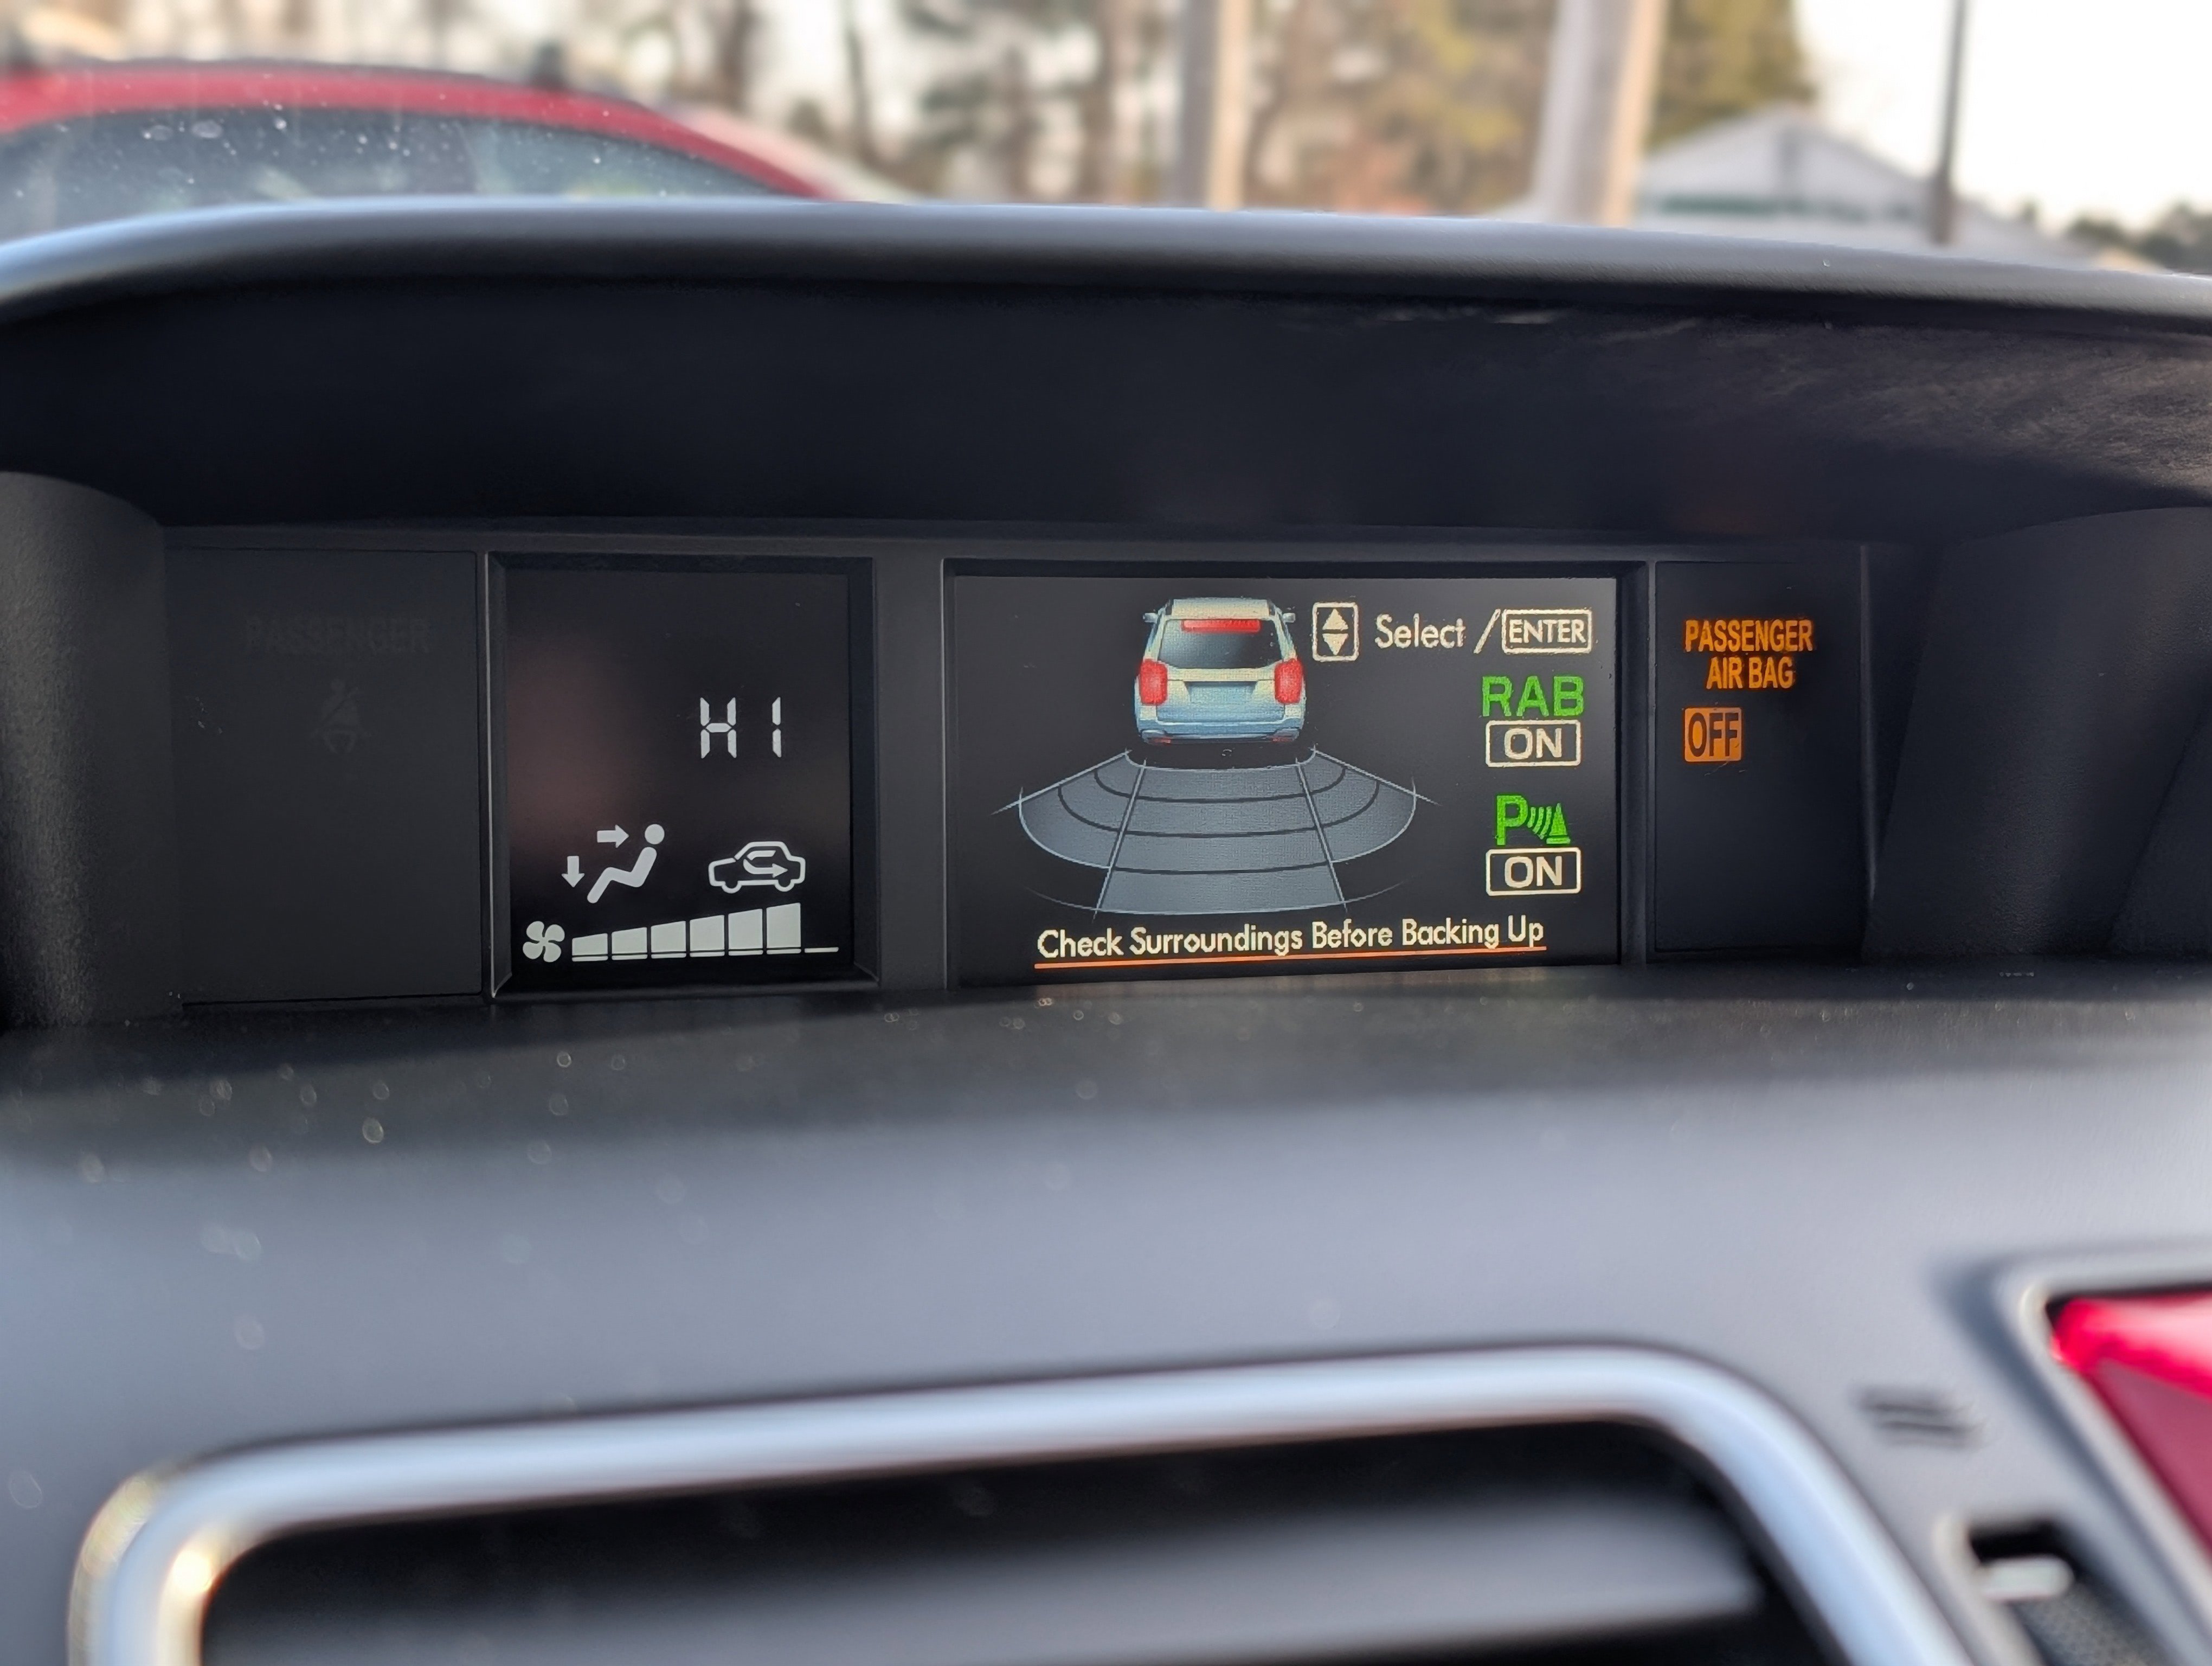 PASSENGER
HI
Select / ENTER
RAB
ON
P
ON
Check Surroundings Before Backing Up
PASSENGER
AIR BAG
OFF